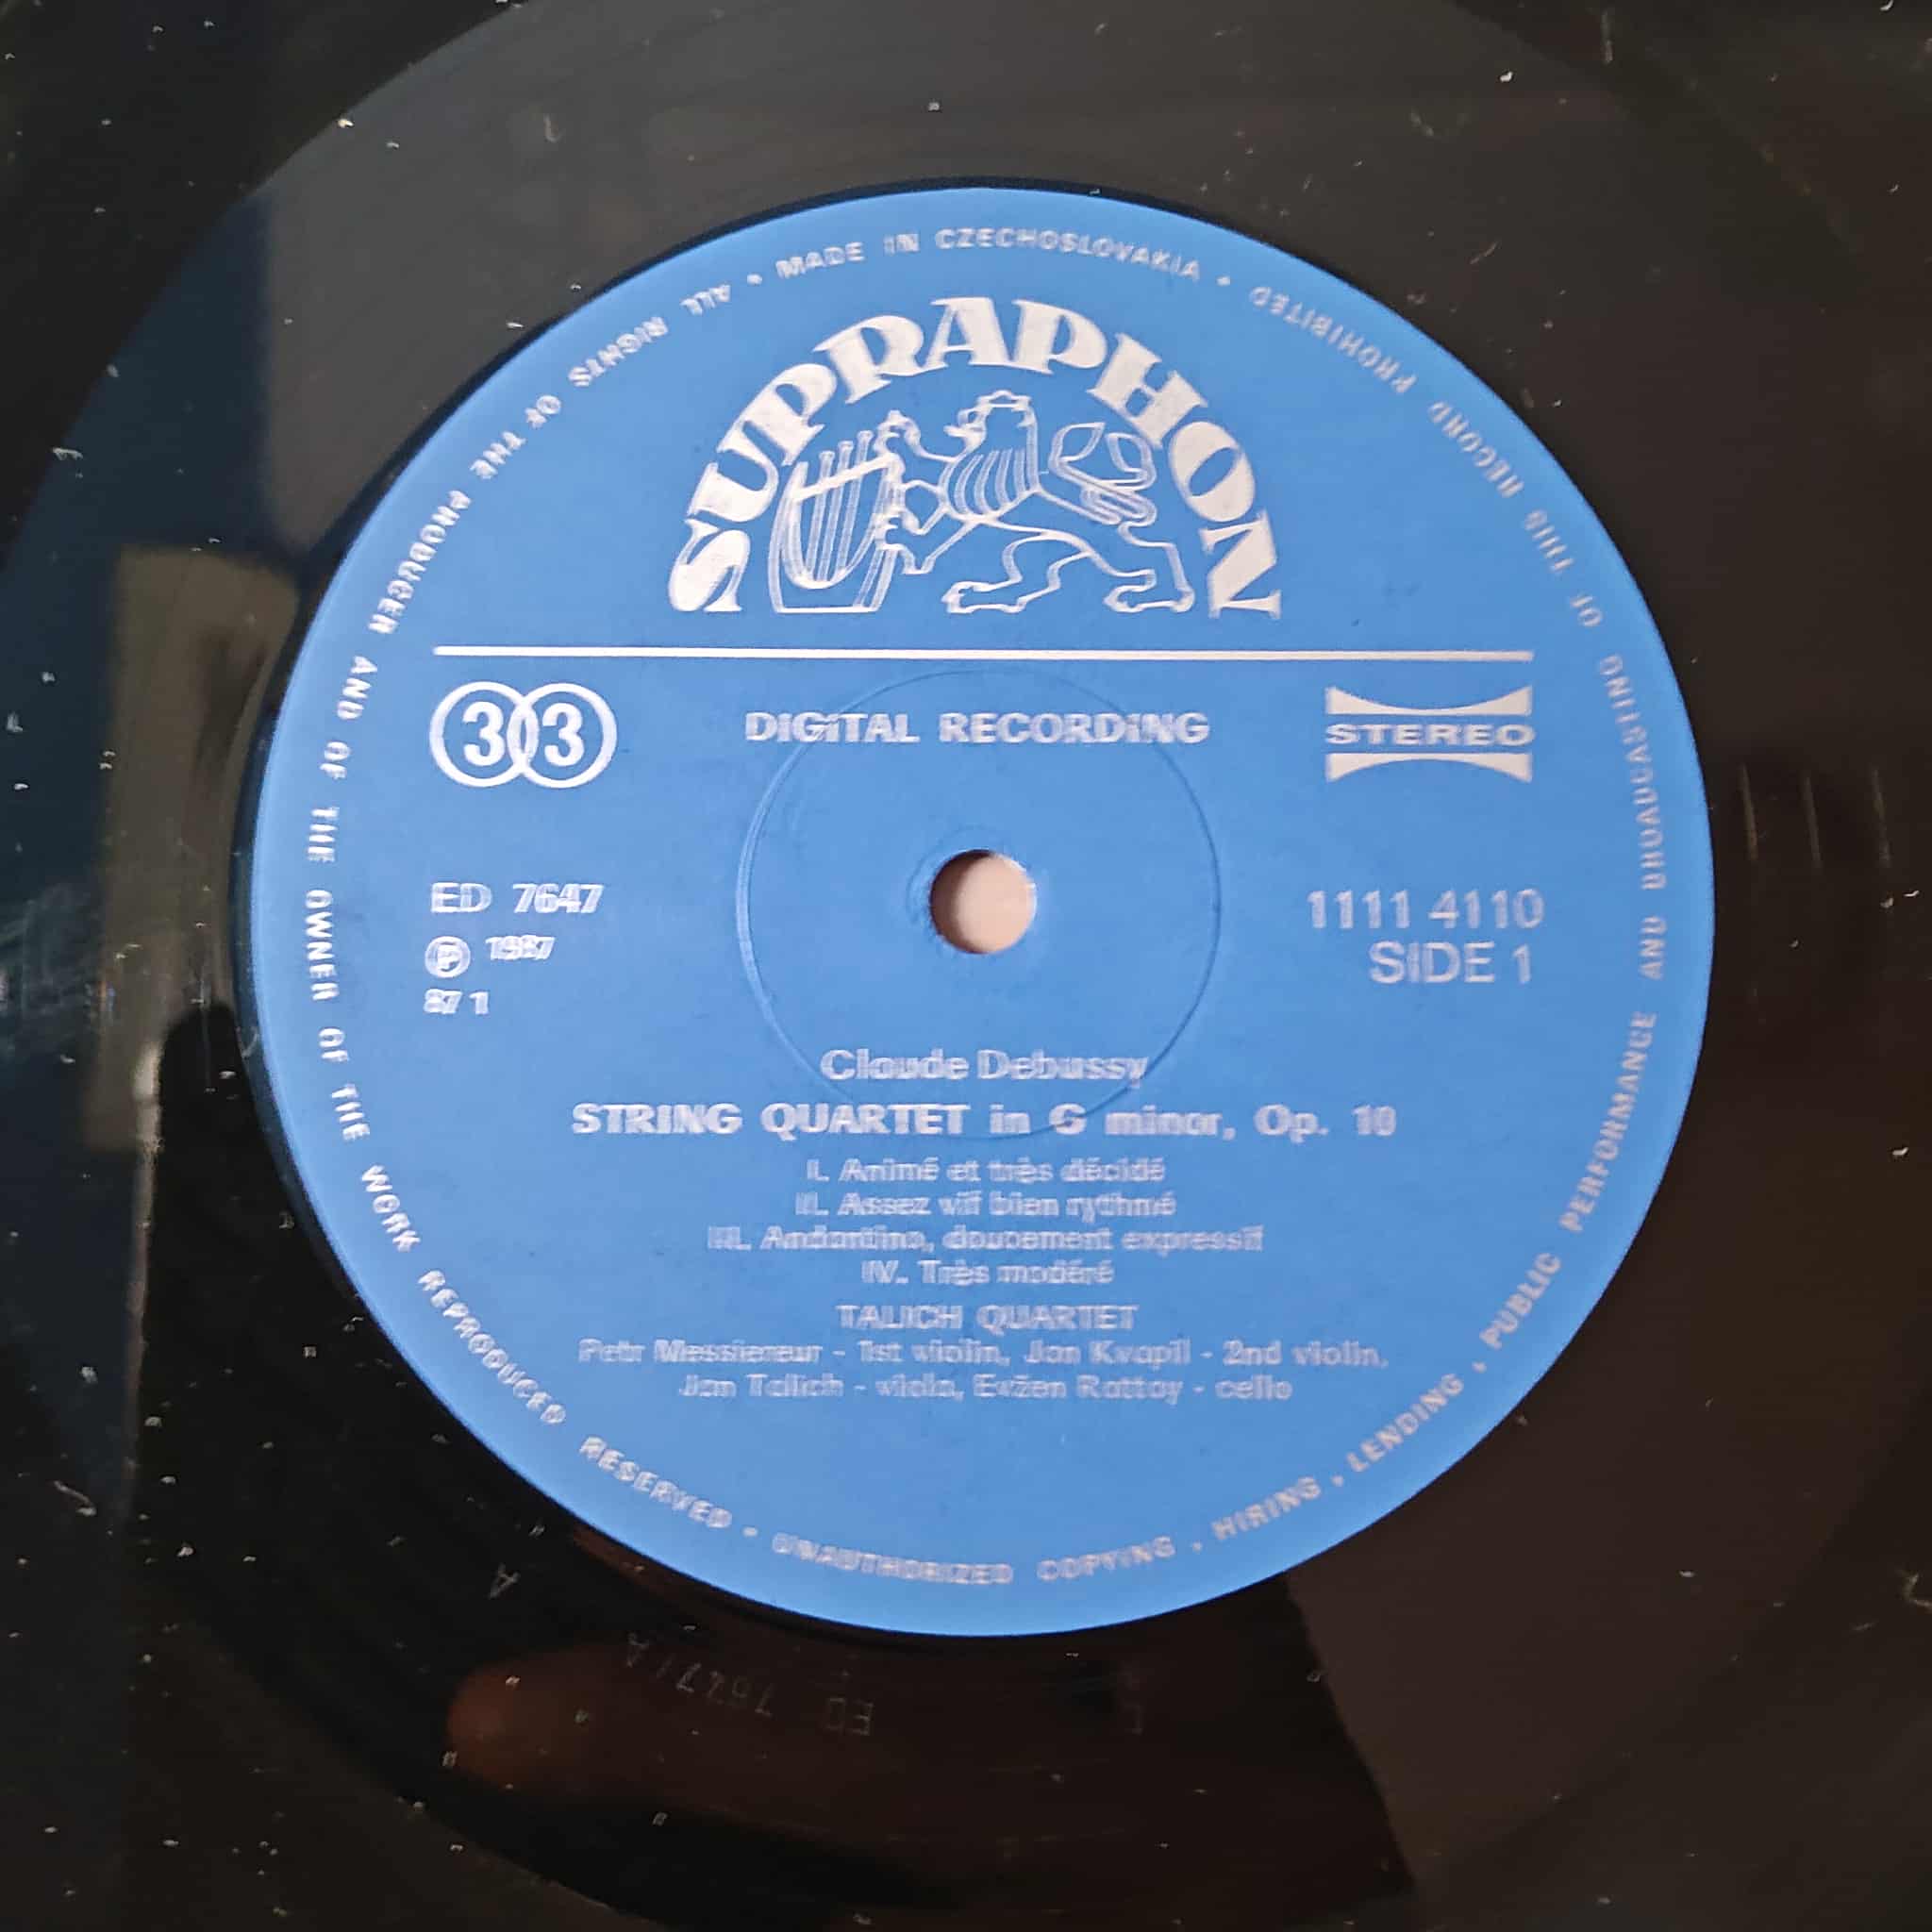 MADE IN CZECHOSLOVAKIA • ALL RIGHTS OF THE PRODUCER AND OF THE OWNER OF THE WORK REPRODUCED RESERVED • UNAUTHORIZED COPYING, HIRING, LENDING, PUBLIC PERFORMANCE AND BROADCASTING OF THIS RECORD PROHIBITED •
SUPRAPHON
33
DIGITAL RECORDING
STEREO
ED 7647
Ⓟ 1987
87 1
1111 4110
SIDE 1
Claude Debussy
STRING QUARTET in G minor, Op. 10
I. Animé et très décidé
II. Assez vif bien rythmé
III. Andantino, doucement expressif
IV. Très modéré
TALICH QUARTET
Petr Messiereur - 1st violin, Jan Kvapil - 2nd violin,
Jan Talich - viola, Evžen Rattay - cello
A
ED 7647/A